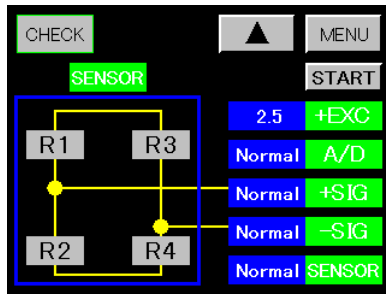 CHECK ▲ MENU
SENSOR START
2.5 +EXC
R1 R3 Normal A/D
Normal +SIG
Normal -SIG
R2 R4
Normal SENSOR